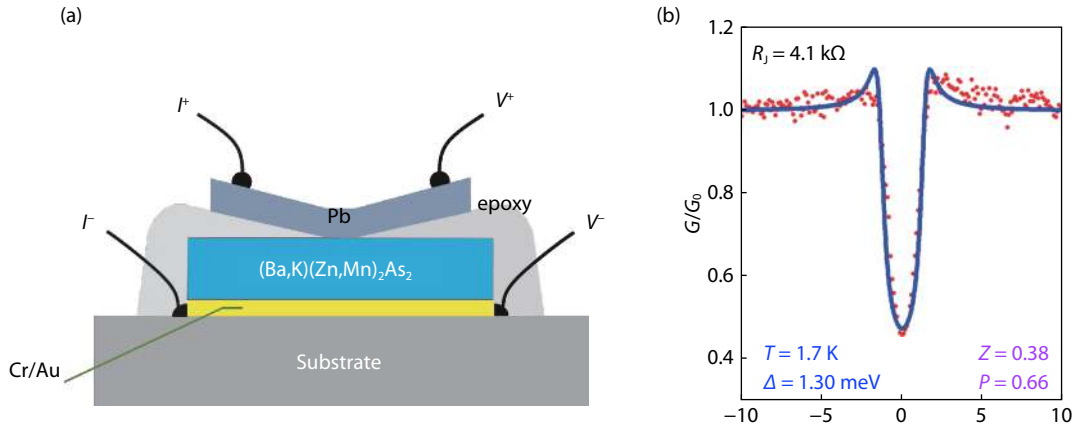 (a)
I⁺
V⁺
Pb
epoxy
I⁻
V⁻
(Ba,K)(Zn,Mn)₂As₂
Cr/Au
Substrate
(b)
1.2
1.0
0.8
0.6
0.4
G/G₀
R_J = 4.1 kΩ
T = 1.7 K
Z = 0.38
Δ = 1.30 meV
P = 0.66
−10
−5
0
5
10